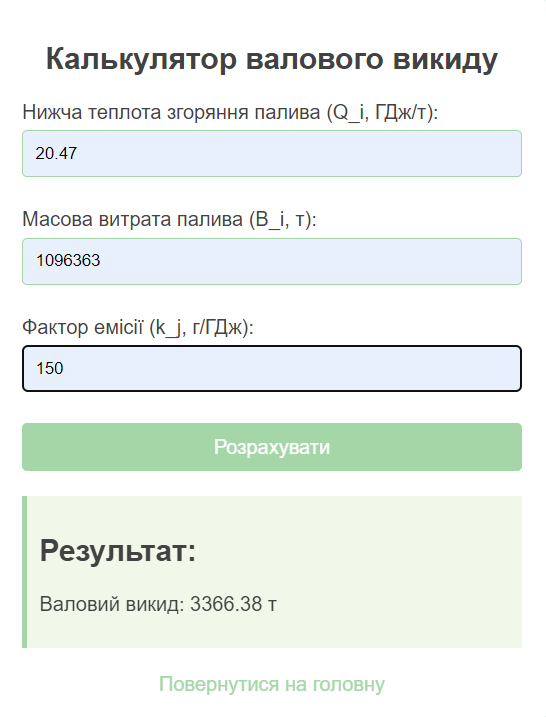 Калькулятор валового викиду
Нижча теплота згоряння палива (Q_i, ГДж/т):
20.47
Масова витрата палива (B_i, т):
1096363
Фактор емісії (k_j, г/ГДж):
150
Розрахувати
Результат:
Валовий викид: 3366.38 т
Повернутися на головну